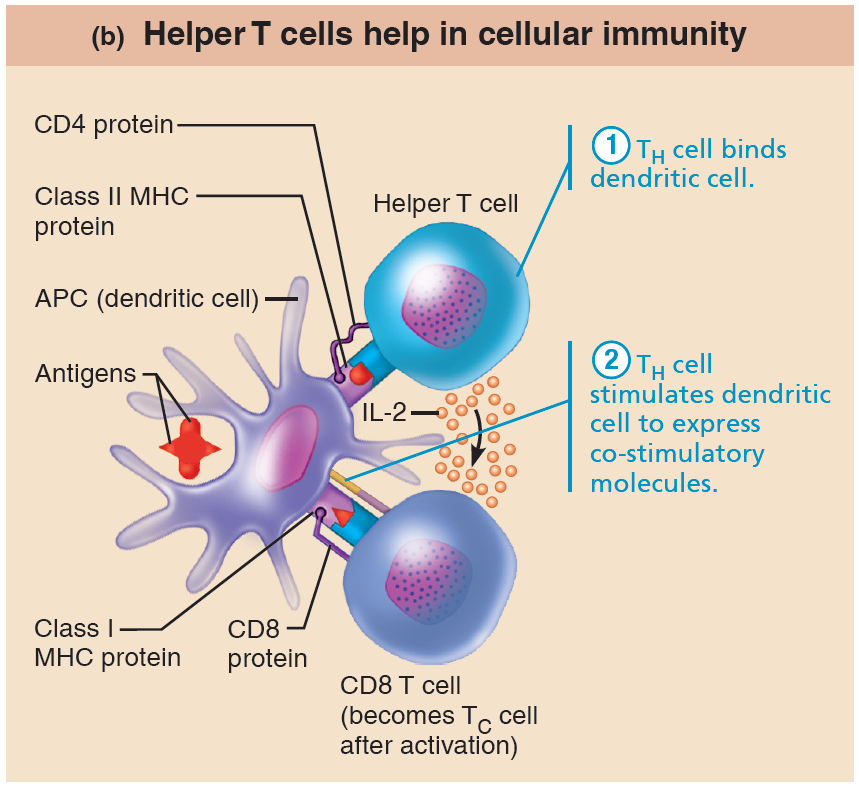 (b) Helper T cells help in cellular immunity
CD4 protein
Class II MHC
protein
Helper T cell
1 TH cell binds
dendritic cell.
APC (dendritic cell)
Antigens
IL-2
2 TH cell
stimulates dendritic
cell to express
co-stimulatory
molecules.
Class I
MHC protein
CD8
protein
CD8 T cell
(becomes TC cell
after activation)